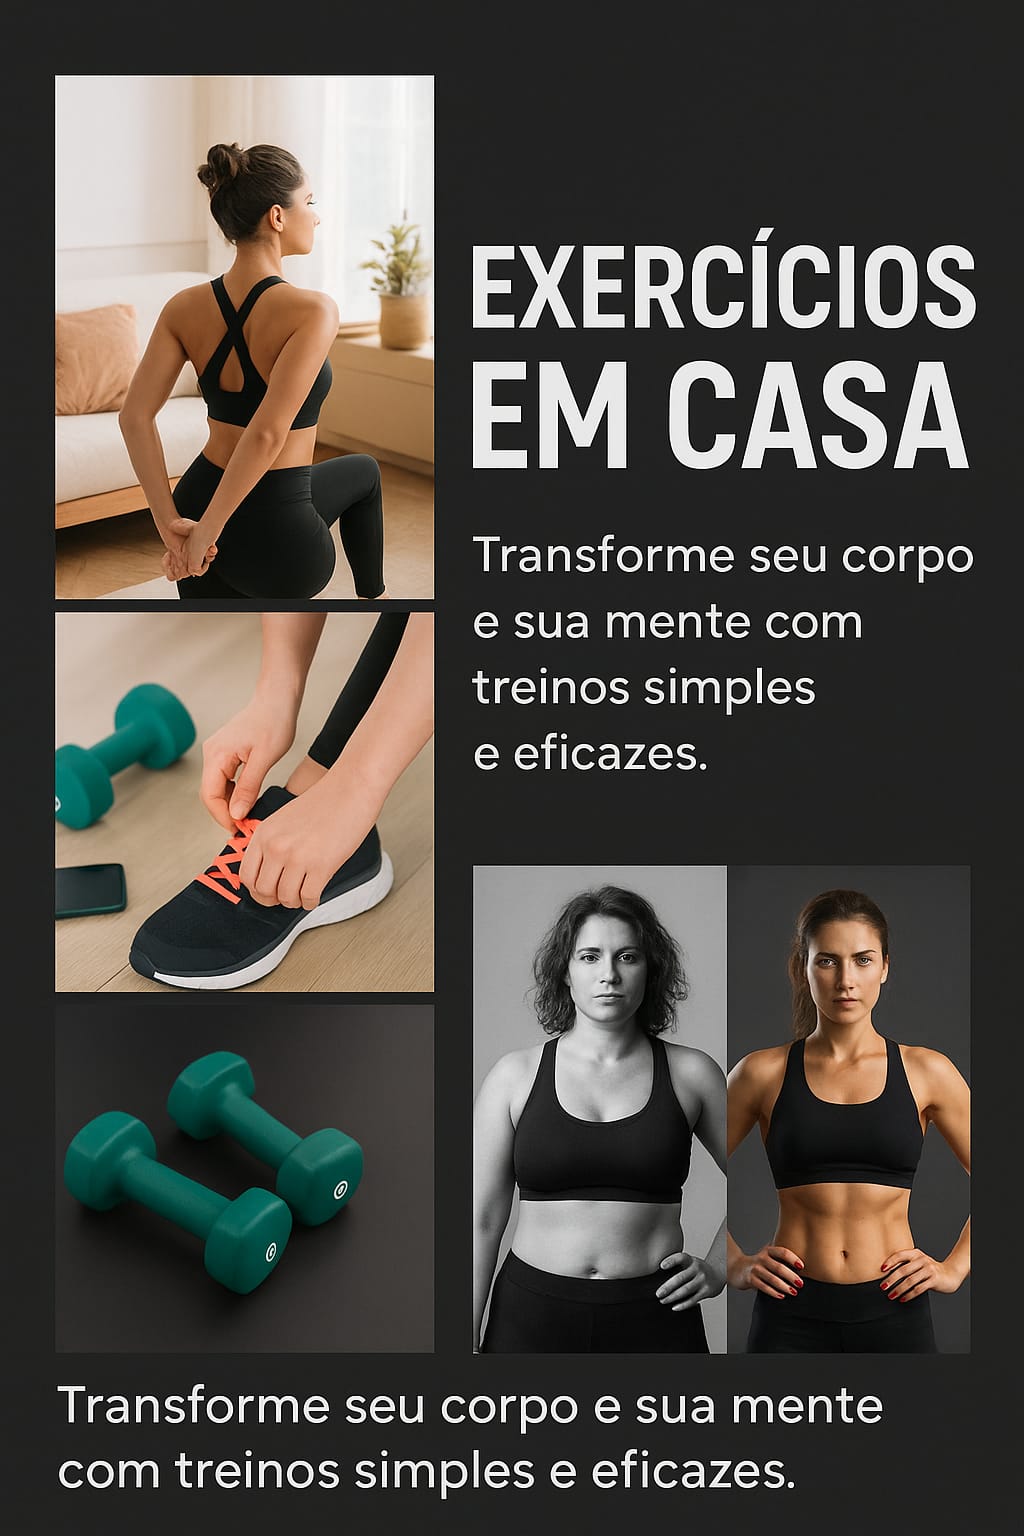 EXERCÍCIOS
EM CASA
Transforme seu corpo
e sua mente com
treinos simples
e eficazes.
Transforme seu corpo e sua mente
com treinos simples e eficazes.